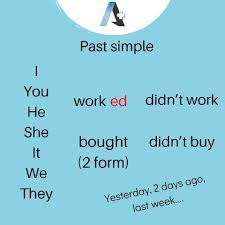 Past simple
I
You
He
She
It
We
They
work ed
didn't work
bought
(2 form)
didn't buy
Yesterday, 2 days ago,
last week....